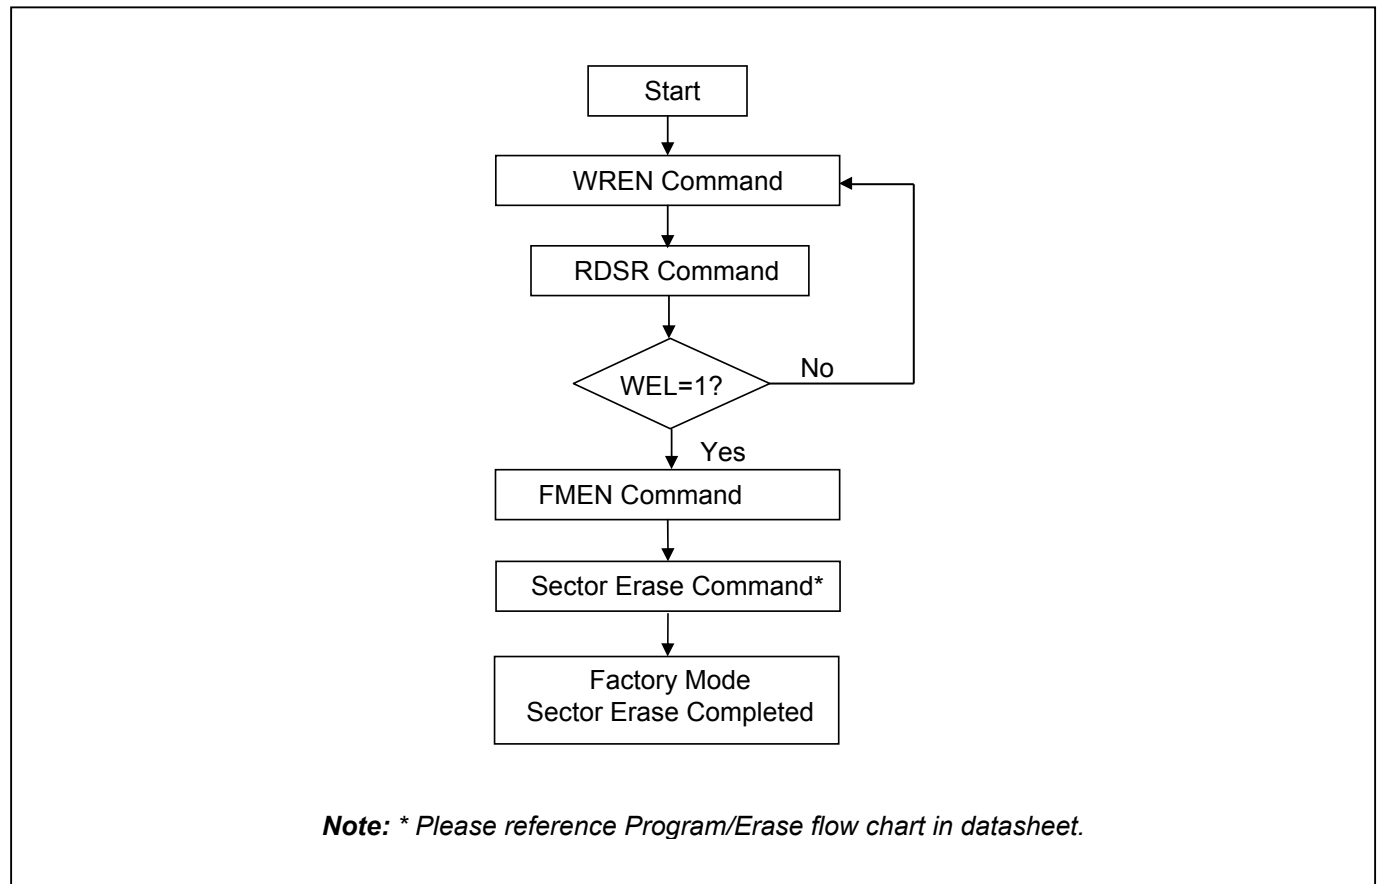 Start
WREN Command
RDSR Command
WEL=1?
No
Yes
FMEN Command
Sector Erase Command*
Factory Mode
Sector Erase Completed
Note: * Please reference Program/Erase flow chart in datasheet.